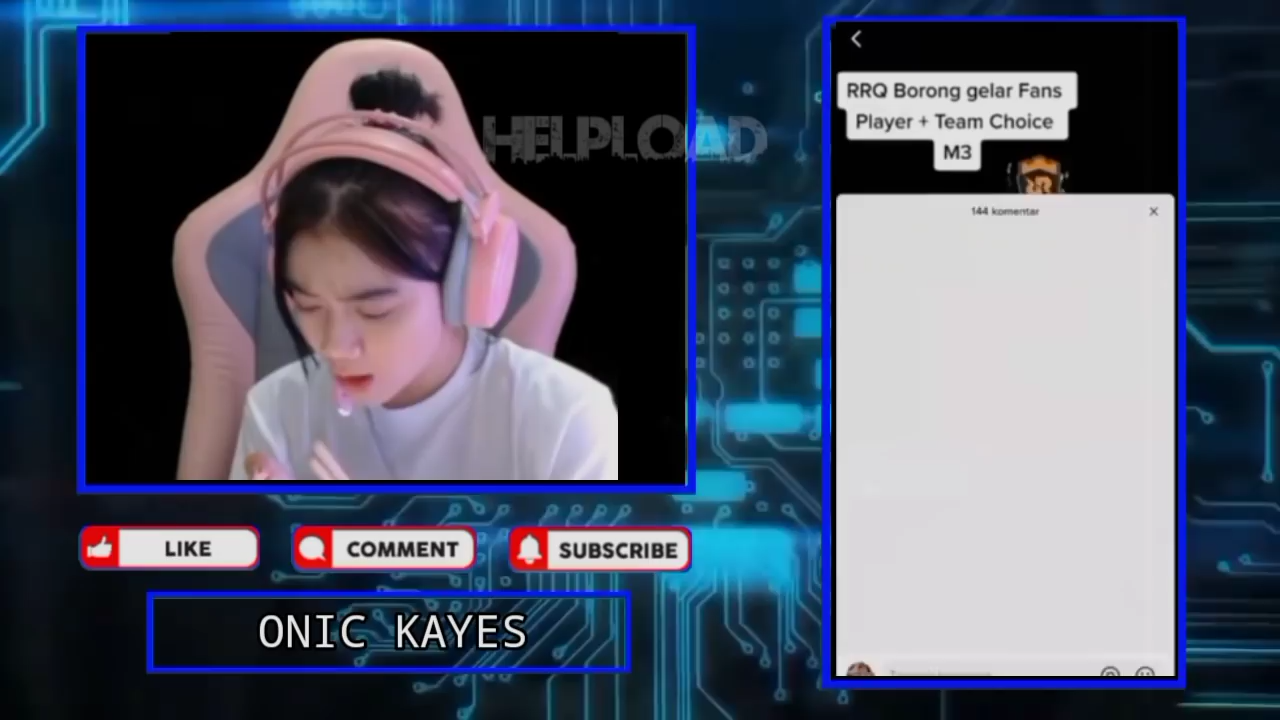 HELPLOAD
LIKE
COMMENT
SUBSCRIBE
ONIC KAYES
RRQ Borong gelar Fans
Player + Team Choice
M3
144 komentar